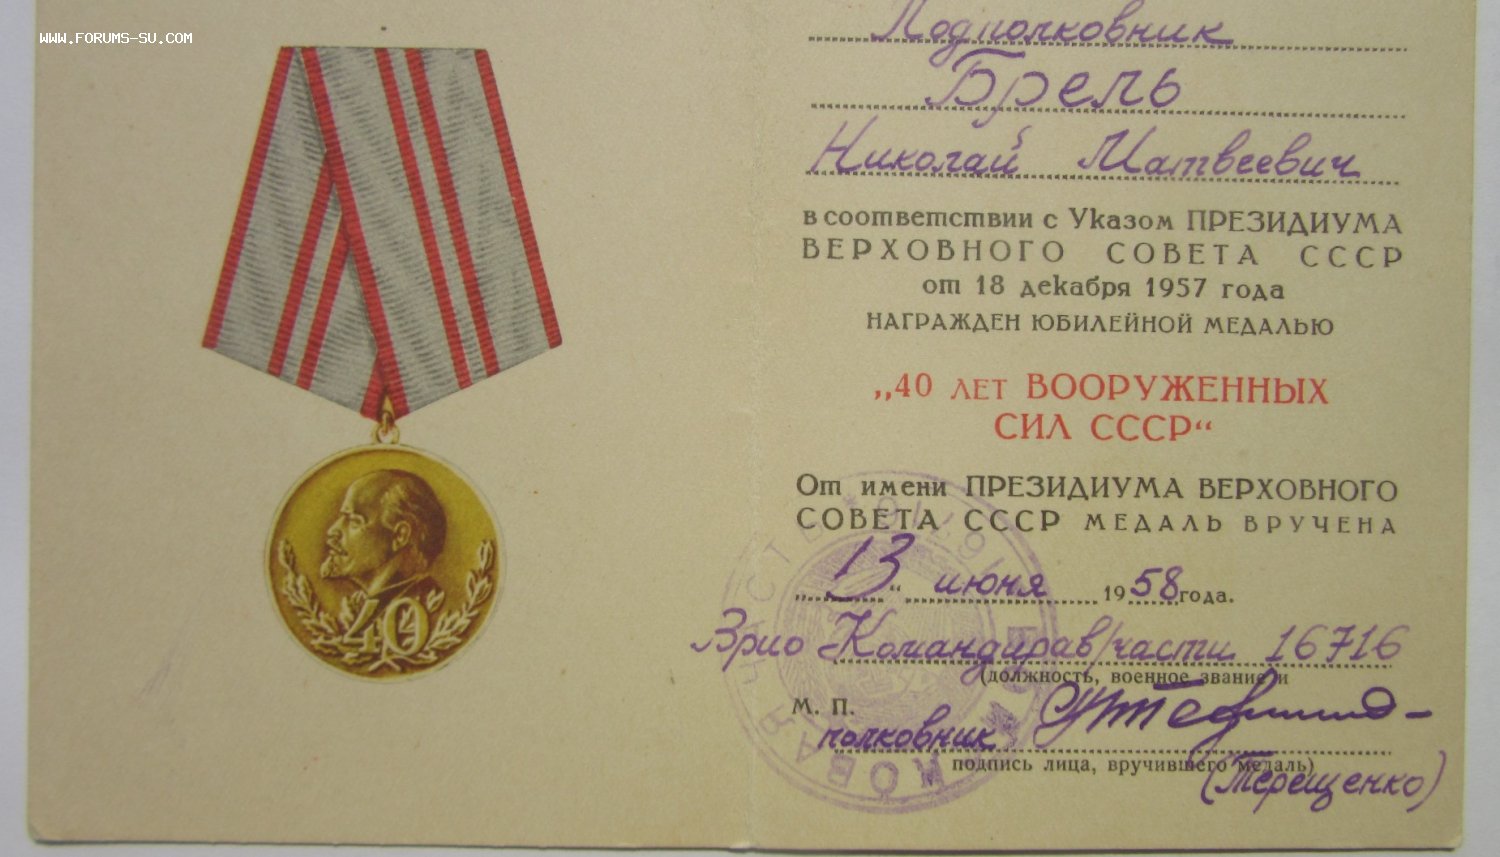 WWW.FORUMS-SU.COM
Подполковник
Брель
Николай Матвеевич
в соответствии с Указом ПРЕЗИДИУМА
ВЕРХОВНОГО СОВЕТА СССР
от 18 декабря 1957 года
НАГРАЖДЕН ЮБИЛЕЙНОЙ МЕДАЛЬЮ
„40 ЛЕТ ВООРУЖЕННЫХ
СИЛ СССР“
От имени ПРЕЗИДИУМА ВЕРХОВНОГО
СОВЕТА СССР МЕДАЛЬ ВРУЧЕНА
„13“ июня 1958 года.
Врио Командира в/части 16716
(должность, военное звание и
М. П.
полковник
подпись лица, вручившего медаль)
(Терещенко)
40